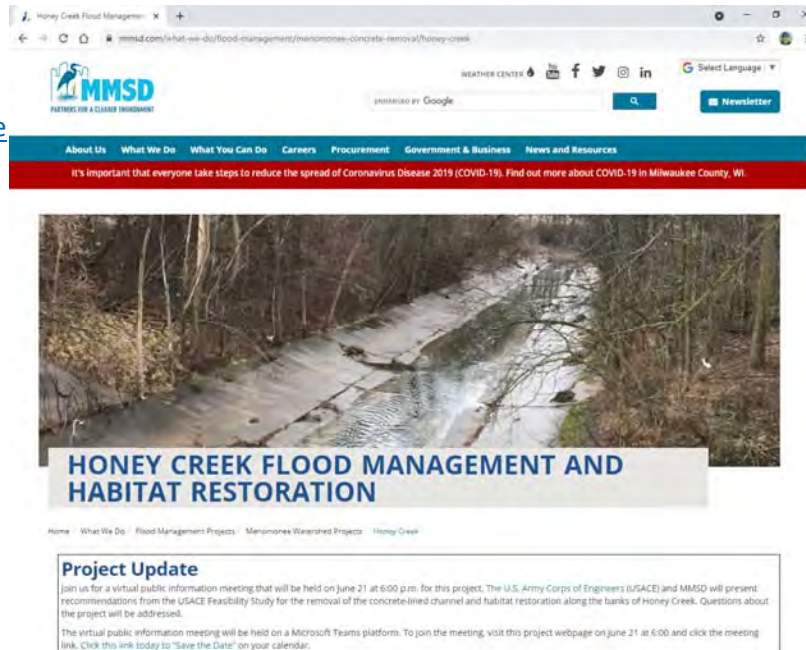 Honey Creek Flood Managemen
mmsd.com/what-we-do/flood-management/menomonee-concrete-removal/honey-creek
MMSD
PARTNERS FOR A CLEANER ENVIRONMENT
WEATHER CENTER
You
f
in
Select Language
ENHANCED BY Google
Newsletter
e
About Us What We Do What You Can Do Careers Procurement Government & Business News and Resources
It's important that everyone take steps to reduce the spread of Coronavirus Disease 2019 (COVID-19). Find out more about COVID-19 in Milwaukee County, WI.
HONEY CREEK FLOOD MANAGEMENT AND
HABITAT RESTORATION
Home What We Do Flood Management Projects Menomonee Watershed Projects Honey Creek
Project Update
Join us for a virtual public information meeting that will be held on June 21 at 6:00 p.m. for this project. The U.S. Army Corps of Engineers (USACE) and MMSD will present
recommendations from the USACE Feasibility Study for the removal of the concrete-lined channel and habitat restoration along the banks of Honey Creek. Questions about
the project will be addressed.
The virtual public information meeting will be held on a Microsoft Teams platform. To join the meeting, visit this project webpage on June 21 at 6:00 and click the meeting
link. Click this link today to "Save the Date" on your calendar.